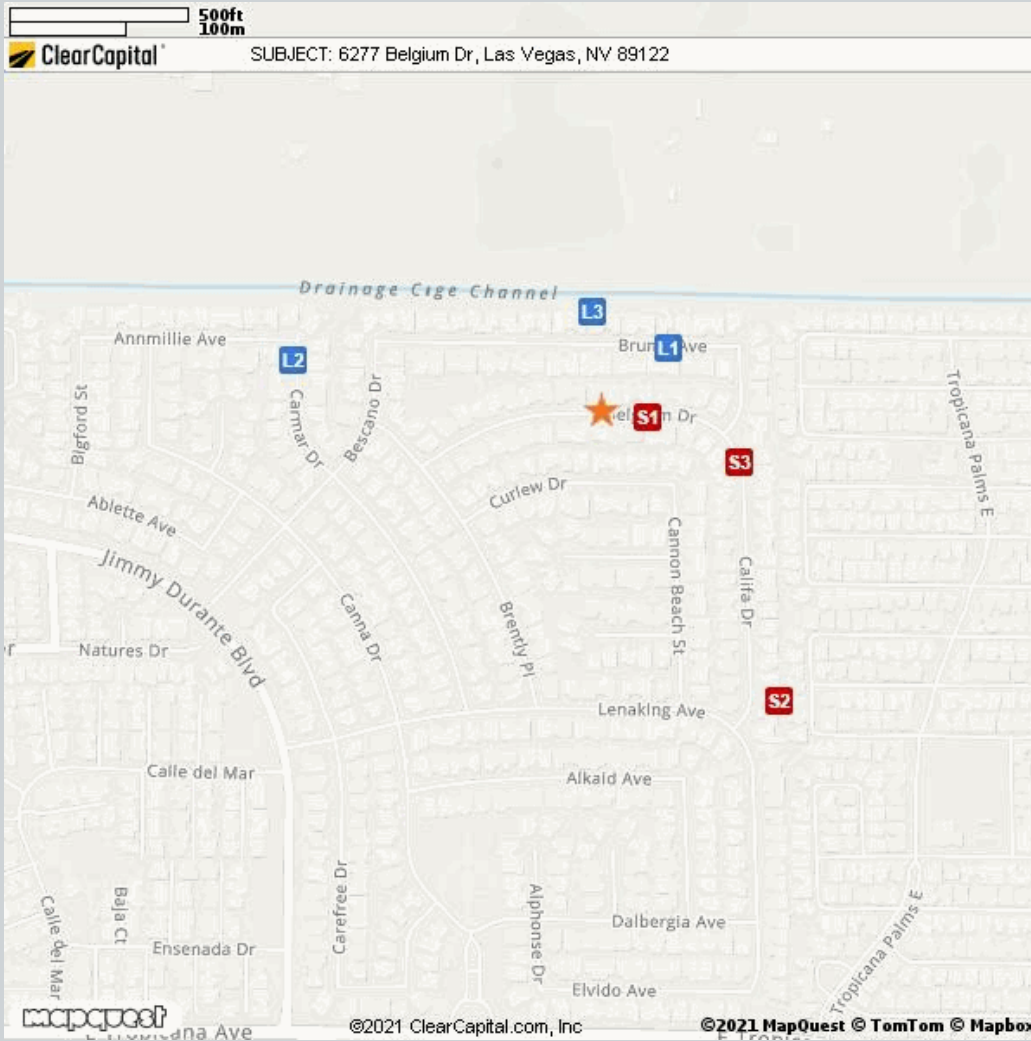 500ft
100m
ClearCapital
SUBJECT: 6277 Belgium Dr, Las Vegas, NV 89122
Drainage Cıge Channel
L3
Annmillie Ave
L1
Ave
L2
Tropicana Palms E
Bigford St
Carmar Dr
Bescano Dr
S1
Dr
S3
Curlew Dr
Ablette Ave
Cannon Beach St
Jimmy Durante Blvd
Califa Dr
Canna Dr
Brently Pl
Natures Dr
S2
Lenaking Ave
Calle del Mar
Alkald Ave
Baja Ct
Carefree Dr
Alphonse Dr
Calle del Mar
Dalbergia Ave
Tropicana Palms E
Ensenada Dr
Elvido Ave
mapquest
©2021 ClearCapital.com, Inc
©2021 MapQuest © TomTom © Mapbox